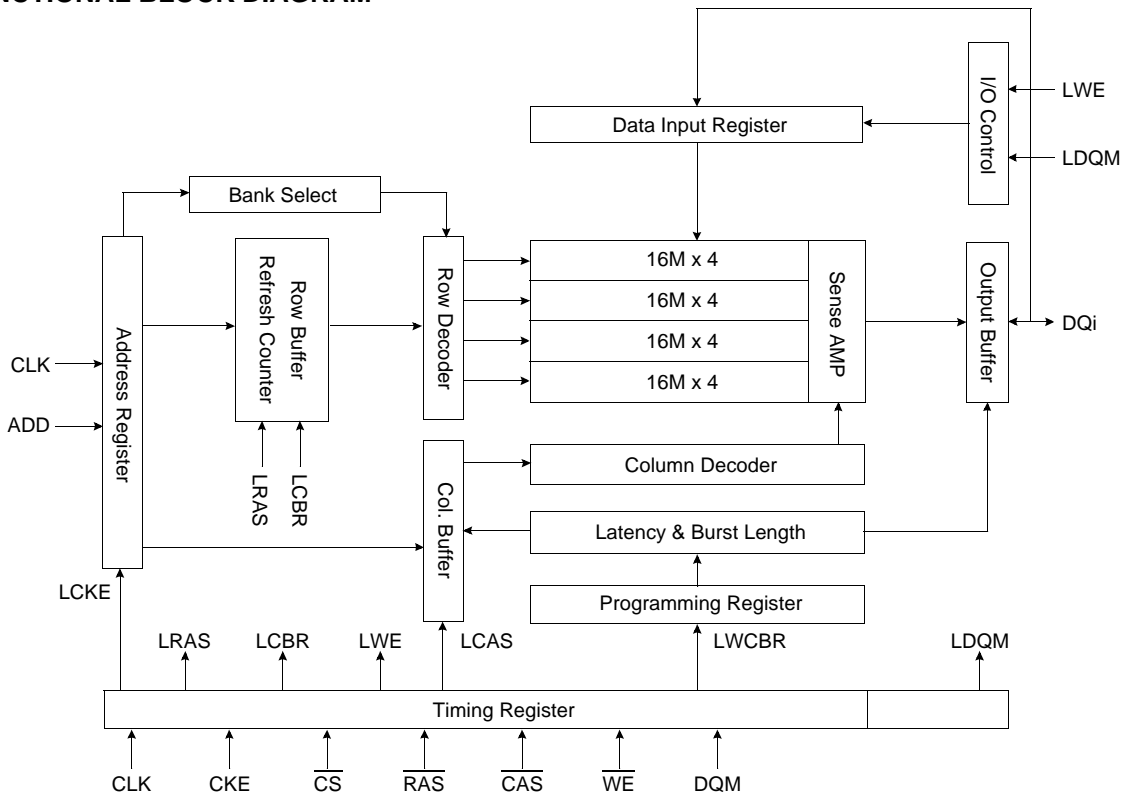 LWE
I/O Control
Data Input Register
LDQM
Bank Select
16M x 4
16M x 4
16M x 4
16M x 4
Sense AMP
Output Buffer
DQi
Row Decoder
Row Buffer
Refresh Counter
Address Register
CLK
ADD
LRAS
LCBR
Col. Buffer
Column Decoder
Latency & Burst Length
Programming Register
LCKE
LRAS
LCBR
LWE
LCAS
LWCBR
LDQM
Timing Register
CLK
CKE
CS
RAS
CAS
WE
DQM